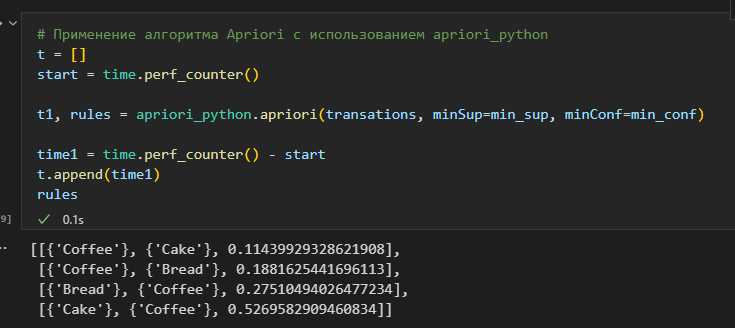 # Применение алгоритма Apriori с использованием apriori_python
t = []
start = time.perf_counter()
t1, rules = apriori_python.apriori(transations, minSup=min_sup, minConf=min_conf)
time1 = time.perf_counter() - start
t.append(time1)
rules
9] ✓ 0.1s
[[{'Coffee'}, {'Cake'}, 0.11439929328621908],
[{'Coffee'}, {'Bread'}, 0.1881625441696113],
[{'Bread'}, {'Coffee'}, 0.27510494026477234],
[{'Cake'}, {'Coffee'}, 0.5269582909460834]]